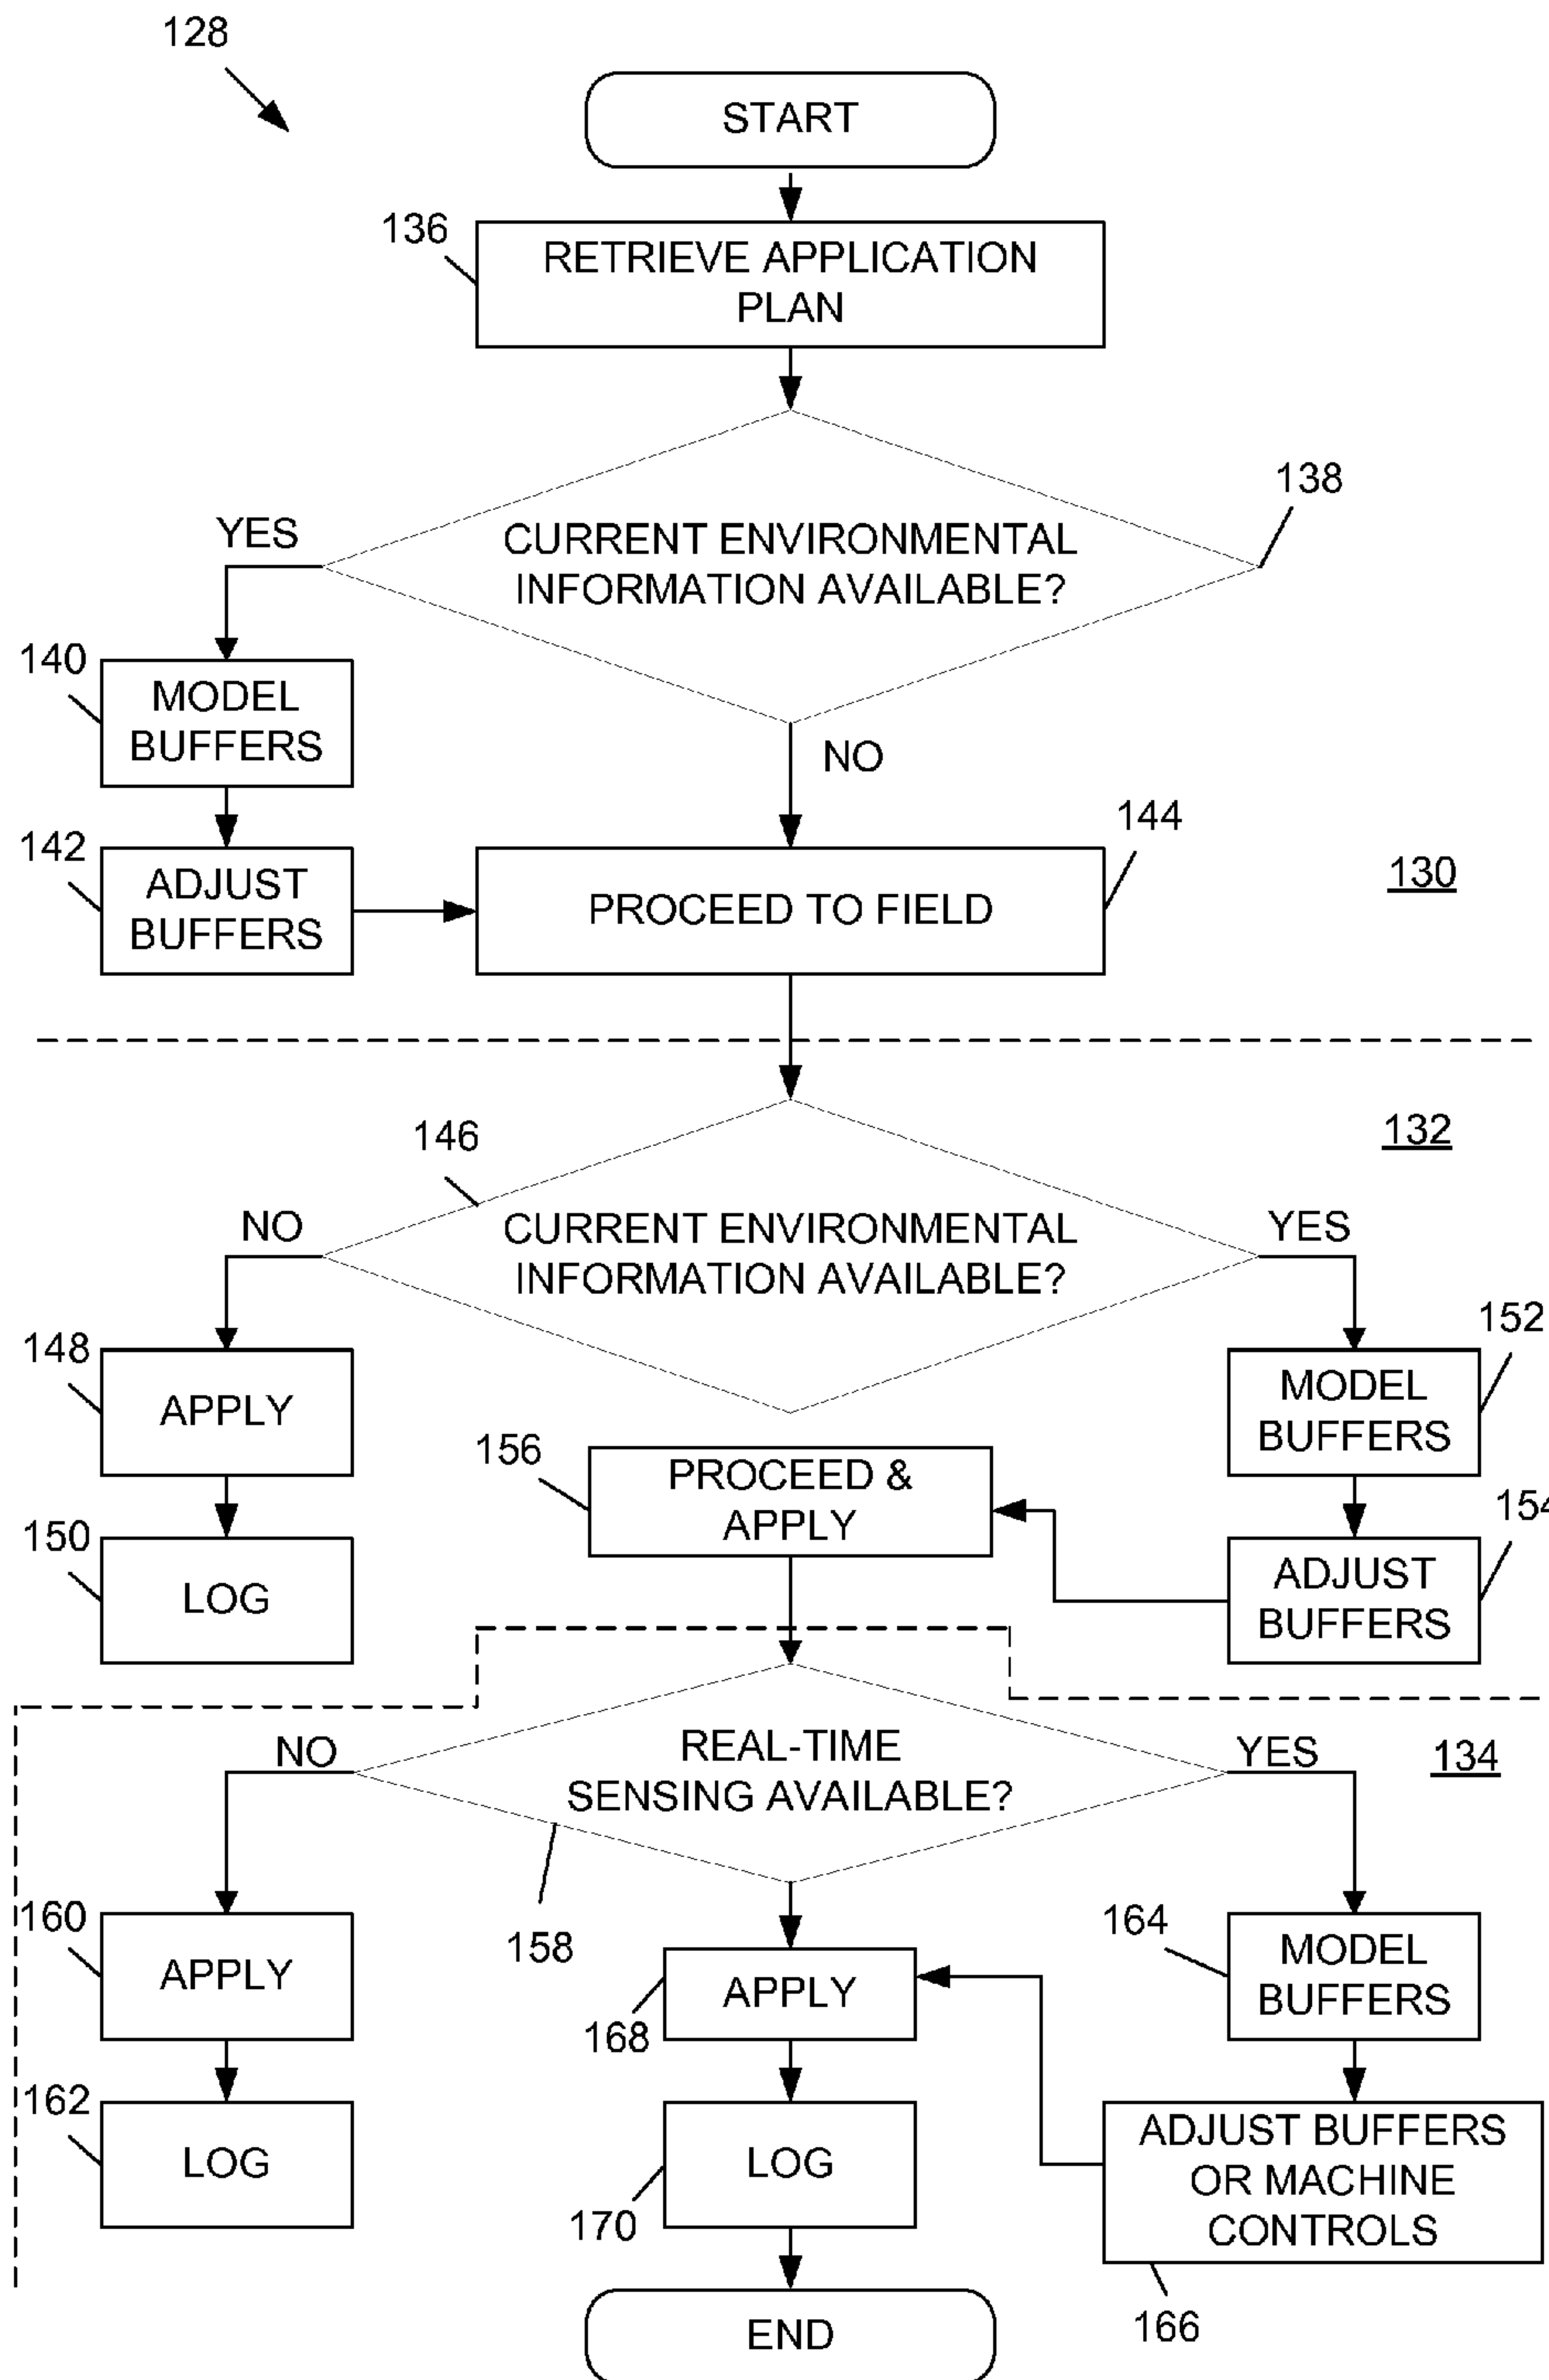 128
START
136
RETRIEVE APPLICATION
PLAN
138
YES
CURRENT ENVIRONMENTAL
INFORMATION AVAILABLE?
140
MODEL
BUFFERS
NO
142
ADJUST
BUFFERS
PROCEED TO FIELD
144
130
132
146
NO
CURRENT ENVIRONMENTAL
INFORMATION AVAILABLE?
YES
148
APPLY
152
MODEL
BUFFERS
156
PROCEED &
APPLY
150
LOG
154
ADJUST
BUFFERS
NO
REAL-TIME
SENSING AVAILABLE?
YES
134
158
160
APPLY
168
APPLY
164
MODEL
BUFFERS
162
LOG
170
LOG
ADJUST BUFFERS
OR MACHINE
CONTROLS
166
END